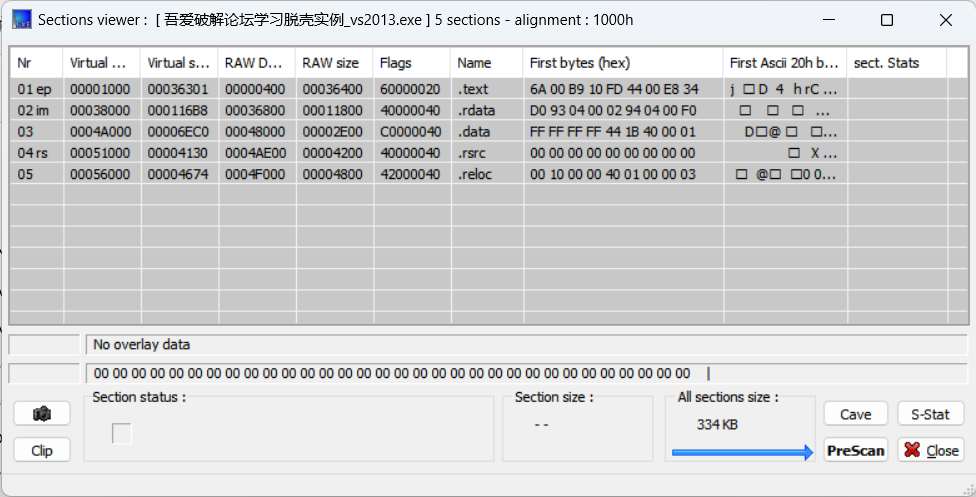 Sections viewer : [ 吾爱破解论坛学习脱壳实例_vs2013.exe ] 5 sections - alignment : 1000h
Nr Virtual ... Virtual s... RAW D... RAW size Flags Name First bytes (hex) First Ascii 20h b... sect. Stats
01 ep 00001000 00036301 00000400 00036400 60000020 .text 6A 00 B9 10 FD 44 00 E8 34 j □ D 4 h rC ...
02 im 00038000 000116B8 00036800 00011800 40000040 .rdata D0 93 04 00 02 94 04 00 F0 □ □ □ ...
03 0004A000 00006EC0 00048000 00002E00 C0000040 .data FF FF FF FF 44 1B 40 00 01 D□@ □ □...
04 rs 00051000 00004130 0004AE00 00004200 40000040 .rsrc 00 00 00 00 00 00 00 00 00 □ X ...
05 00056000 00004674 0004F000 00004800 42000040 .reloc 00 10 00 00 40 01 00 00 03 □ @□ □0 0...
No overlay data
00 00 00 00 00 00 00 00 00 00 00 00 00 00 00 00 00 00 00 00 00 00 00 00 00 00 00 00 00 00 00 00 |
Section status :
Section size :
All sections size :
- -
334 KB
Cave
S-Stat
Clip
PreScan
Close